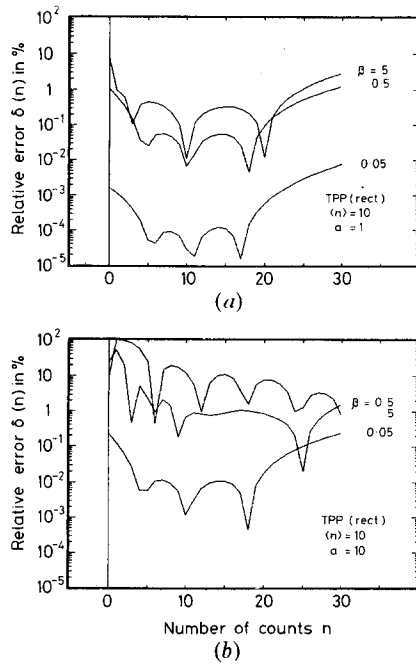 Relative error δ (n) in %
10²
10¹
1
10⁻¹
10⁻²
10⁻³
10⁻⁴
10⁻⁵
β = 5
0·5
0·05
TPP (rect)
⟨n⟩ = 10
a = 1
0
10
20
30
(a)
Relative error δ (n) in %
10²
10¹
1
10⁻¹
10⁻²
10⁻³
10⁻⁴
10⁻⁵
β = 0·5
5
0·05
TPP (rect)
⟨n⟩ = 10
a = 10
0
10
20
30
Number of counts n
(b)